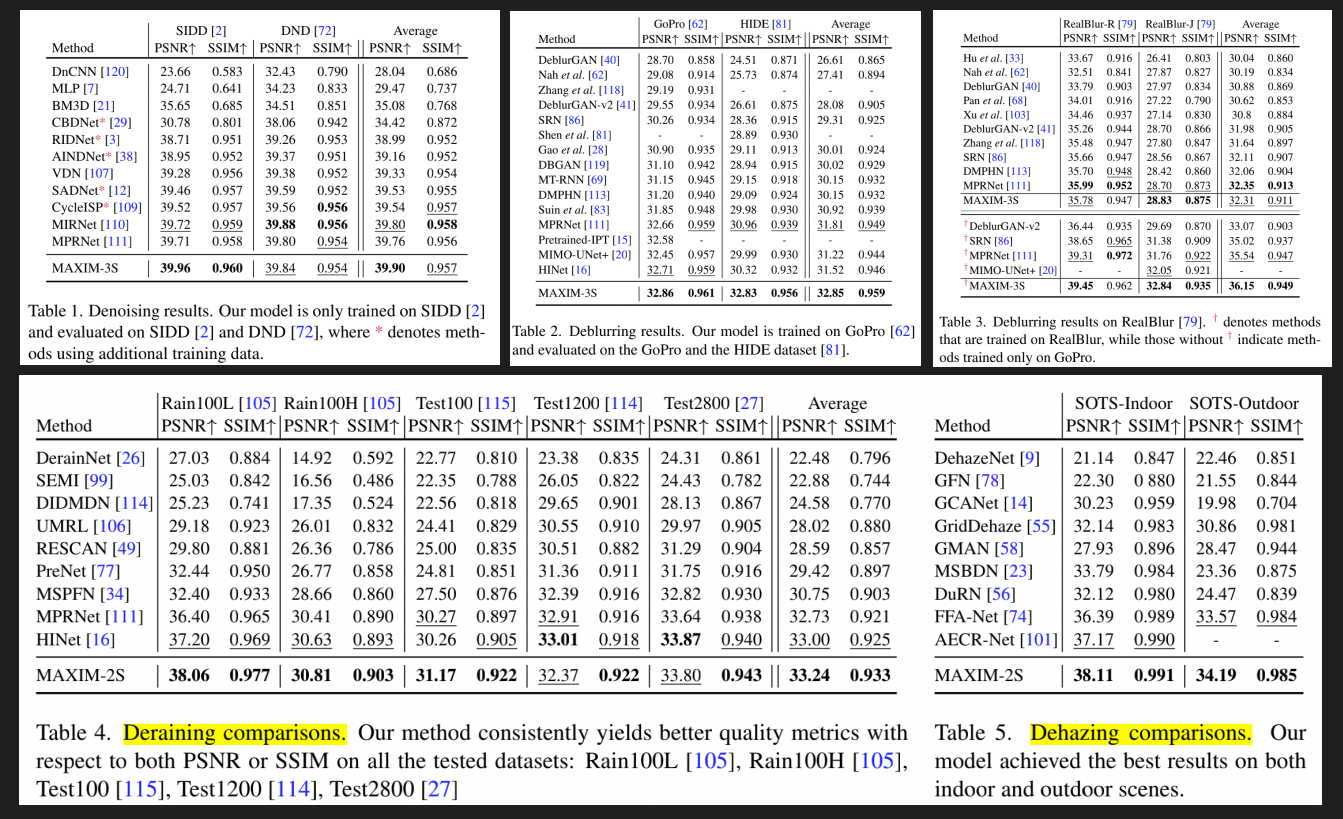 SIDD [2] DND [72] Average
Method PSNR↑ SSIM↑ PSNR↑ SSIM↑ PSNR↑ SSIM↑
DnCNN [120] 23.66 0.583 32.43 0.790 28.04 0.686
MLP [7] 24.71 0.641 34.23 0.833 29.47 0.737
BM3D [21] 35.65 0.685 34.51 0.851 35.08 0.768
CBDNet* [29] 30.78 0.801 38.06 0.942 34.42 0.872
RIDNet* [3] 38.71 0.951 39.26 0.953 38.99 0.952
AINDNet* [38] 38.95 0.952 39.37 0.951 39.16 0.952
VDN [107] 39.28 0.956 39.38 0.952 39.33 0.954
SADNet* [12] 39.46 0.957 39.59 0.952 39.53 0.955
CycleISP* [109] 39.52 0.957 39.56 0.956 39.54 0.957
MIRNet [110] 39.72 0.959 39.88 0.956 39.80 0.958
MPRNet [111] 39.71 0.958 39.80 0.954 39.76 0.956
MAXIM-3S 39.96 0.960 39.84 0.954 39.90 0.957
Table 1. Denoising results. Our model is only trained on SIDD [2]
and evaluated on SIDD [2] and DND [72], where * denotes meth-
ods using additional training data.
GoPro [62] HIDE [81] Average
Method PSNR↑ SSIM↑ PSNR↑ SSIM↑ PSNR↑ SSIM↑
DeblurGAN [40] 28.70 0.858 24.51 0.871 26.61 0.865
Nah et al. [62] 29.08 0.914 25.73 0.874 27.41 0.894
Zhang et al. [118] 29.19 0.931 - - - -
DeblurGAN-v2 [41] 29.55 0.934 26.61 0.875 28.08 0.905
SRN [86] 30.26 0.934 28.36 0.915 29.31 0.925
Shen et al. [81] - - 28.89 0.930 - -
Gao et al. [28] 30.90 0.935 29.11 0.913 30.01 0.924
DBGAN [119] 31.10 0.942 28.94 0.915 30.02 0.929
MT-RNN [69] 31.15 0.945 29.15 0.918 30.15 0.932
DMPHN [113] 31.20 0.940 29.09 0.924 30.15 0.932
Suin et al. [83] 31.85 0.948 29.98 0.930 30.92 0.939
MPRNet [111] 32.66 0.959 30.96 0.939 31.81 0.949
Pretrained-IPT [15] 32.58 - - - - -
MIMO-UNet+ [20] 32.45 0.957 29.99 0.930 31.22 0.944
HINet [16] 32.71 0.959 30.32 0.932 31.52 0.946
MAXIM-3S 32.86 0.961 32.83 0.956 32.85 0.959
Table 2. Deblurring results. Our model is trained on GoPro [62]
and evaluated on the GoPro and the HIDE dataset [81].
RealBlur-R [79] RealBlur-J [79] Average
Method PSNR↑ SSIM↑ PSNR↑ SSIM↑ PSNR↑ SSIM↑
Hu et al. [33] 33.67 0.916 26.41 0.803 30.04 0.860
Nah et al. [62] 32.51 0.841 27.87 0.827 30.19 0.834
DeblurGAN [40] 33.79 0.903 27.97 0.834 30.88 0.869
Pan et al. [68] 34.01 0.916 27.22 0.790 30.62 0.853
Xu et al. [103] 34.46 0.937 27.14 0.830 30.8 0.884
DeblurGAN-v2 [41] 35.26 0.944 28.70 0.866 31.98 0.905
Zhang et al. [118] 35.48 0.947 27.80 0.847 31.64 0.897
SRN [86] 35.66 0.947 28.56 0.867 32.11 0.907
DMPHN [113] 35.70 0.948 28.42 0.860 32.06 0.904
MPRNet [111] 35.99 0.952 28.70 0.873 32.35 0.913
MAXIM-3S 35.78 0.947 28.83 0.875 32.31 0.911
†DeblurGAN-v2 36.44 0.935 29.69 0.870 33.07 0.903
†SRN [86] 38.65 0.965 31.38 0.909 35.02 0.937
†MPRNet [111] 39.31 0.972 31.76 0.922 35.54 0.947
†MIMO-UNet+ [20] - - 32.05 0.921 - -
†MAXIM-3S 39.45 0.962 32.84 0.935 36.15 0.949
Table 3. Deblurring results on RealBlur [79]. † denotes methods
that are trained on RealBlur, while those without † indicate meth-
ods trained only on GoPro.
Rain100L [105] Rain100H [105] Test100 [115] Test1200 [114] Test2800 [27] Average
Method PSNR↑ SSIM↑ PSNR↑ SSIM↑ PSNR↑ SSIM↑ PSNR↑ SSIM↑ PSNR↑ SSIM↑ PSNR↑ SSIM↑
DerainNet [26] 27.03 0.884 14.92 0.592 22.77 0.810 23.38 0.835 24.31 0.861 22.48 0.796
SEMI [99] 25.03 0.842 16.56 0.486 22.35 0.788 26.05 0.822 24.43 0.782 22.88 0.744
DIDMDN [114] 25.23 0.741 17.35 0.524 22.56 0.818 29.65 0.901 28.13 0.867 24.58 0.770
UMRL [106] 29.18 0.923 26.01 0.832 24.41 0.829 30.55 0.910 29.97 0.905 28.02 0.880
RESCAN [49] 29.80 0.881 26.36 0.786 25.00 0.835 30.51 0.882 31.29 0.904 28.59 0.857
PreNet [77] 32.44 0.950 26.77 0.858 24.81 0.851 31.36 0.911 31.75 0.916 29.42 0.897
MSPFN [34] 32.40 0.933 28.66 0.860 27.50 0.876 32.39 0.916 32.82 0.930 30.75 0.903
MPRNet [111] 36.40 0.965 30.41 0.890 30.27 0.897 32.91 0.916 33.64 0.938 32.73 0.921
HINet [16] 37.20 0.969 30.63 0.893 30.26 0.905 33.01 0.918 33.87 0.940 33.00 0.925
MAXIM-2S 38.06 0.977 30.81 0.903 31.17 0.922 32.37 0.922 33.80 0.943 33.24 0.933
Table 4. Deraining comparisons. Our method consistently yields better quality metrics with
respect to both PSNR or SSIM on all the tested datasets: Rain100L [105], Rain100H [105],
Test100 [115], Test1200 [114], Test2800 [27]
SOTS-Indoor SOTS-Outdoor
Method PSNR↑ SSIM↑ PSNR↑ SSIM↑
DehazeNet [9] 21.14 0.847 22.46 0.851
GFN [78] 22.30 0 880 21.55 0.844
GCANet [14] 30.23 0.959 19.98 0.704
GridDehaze [55] 32.14 0.983 30.86 0.981
GMAN [58] 27.93 0.896 28.47 0.944
MSBDN [23] 33.79 0.984 23.36 0.875
DuRN [56] 32.12 0.980 24.47 0.839
FFA-Net [74] 36.39 0.989 33.57 0.984
AECR-Net [101] 37.17 0.990 - -
MAXIM-2S 38.11 0.991 34.19 0.985
Table 5. Dehazing comparisons. Our
model achieved the best results on both
indoor and outdoor scenes.